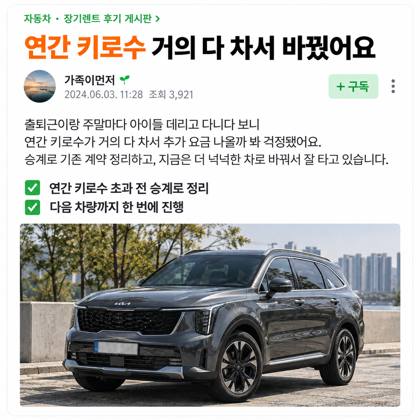 자동차 · 장기렌트 후기 게시판 >
연간 키로수 거의 다 차서 바꿨어요
가족이먼저
2024.06.03. 11:28 조회 3,921
+ 구독
출퇴근이랑 주말마다 아이들 데리고 다니다 보니
연간 키로수가 거의 다 차서 추가 요금 나올까 봐 걱정됐어요.
승계로 기존 계약 정리하고, 지금은 더 넉넉한 차로 바꿔서 잘 타고 있습니다.
연간 키로수 초과 전 승계로 정리
다음 차량까지 한 번에 진행
KIA